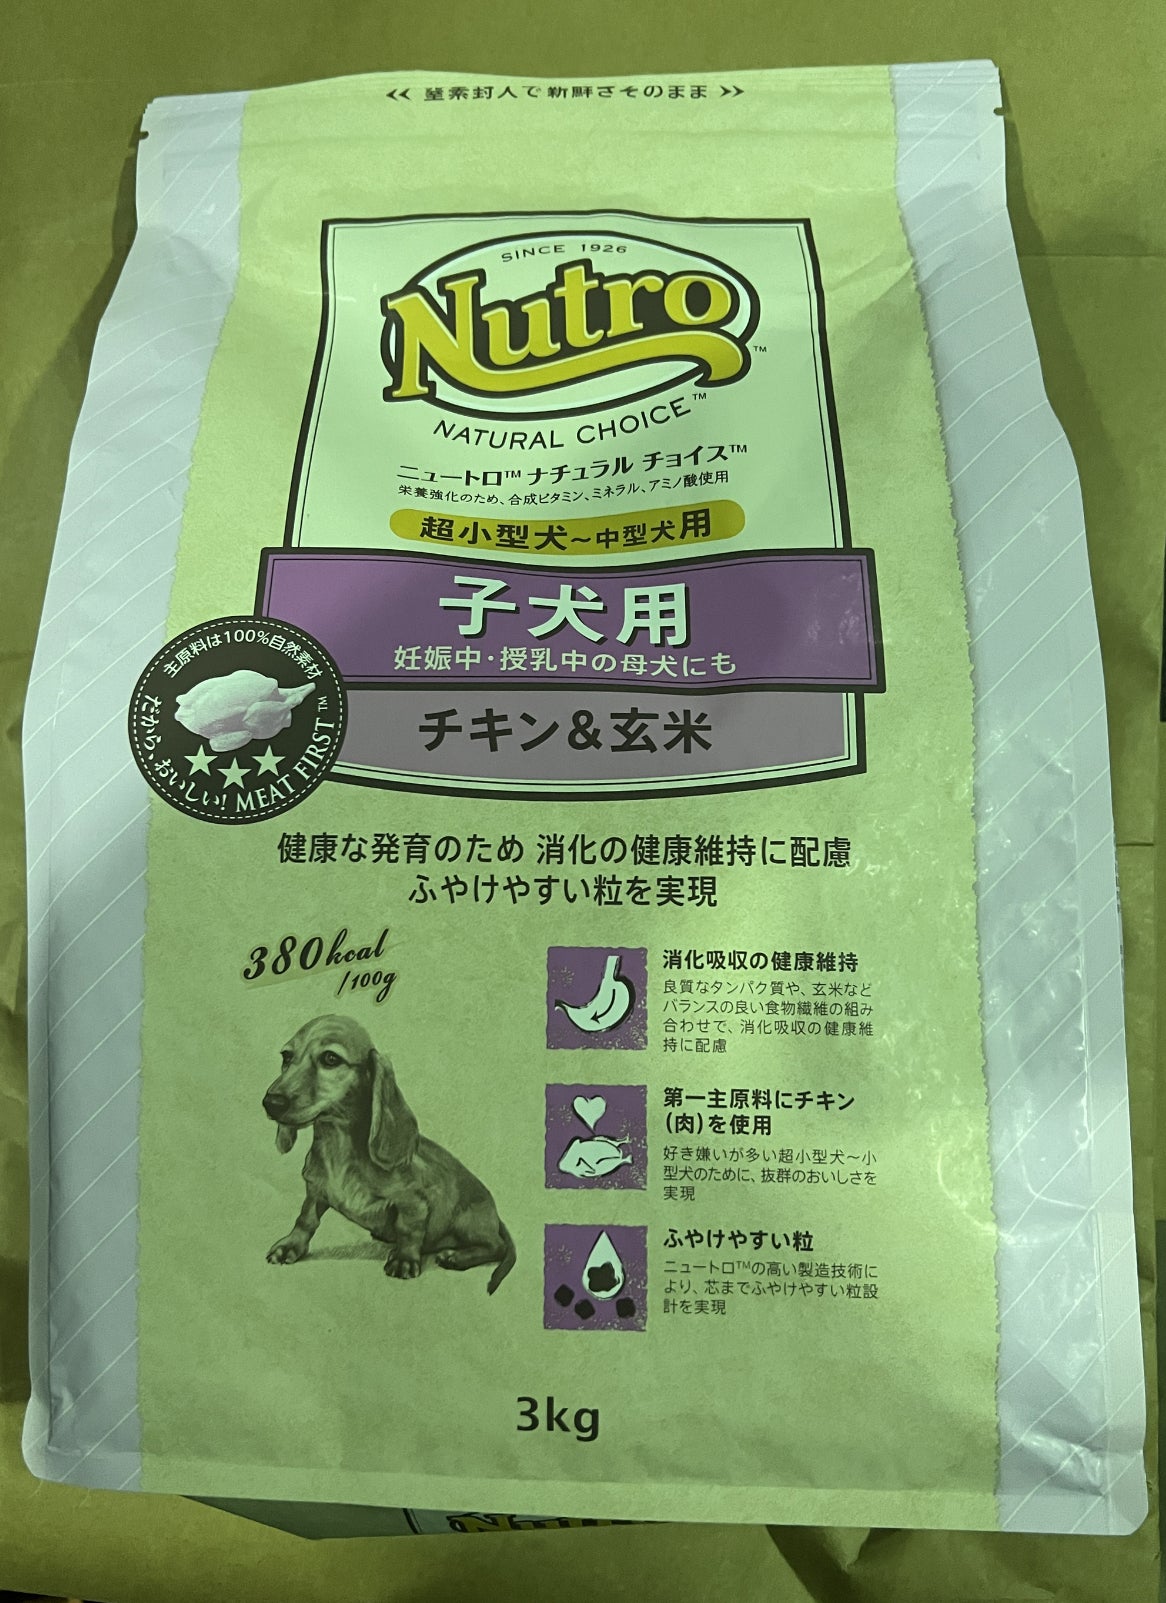 ≪ 窒素封入で新鮮さそのまま ≫
SINCE 1926
Nutro™
NATURAL CHOICE™
ニュートロ™ ナチュラル チョイス™
栄養強化のため、合成ビタミン、ミネラル、アミノ酸使用
超小型犬～中型犬用
子犬用
妊娠中・授乳中の母犬にも
チキン&玄米
主原料は100%自然素材
だから、おいしい! MEAT FIRST™
健康な発育のため 消化の健康維持に配慮
ふやけやすい粒を実現
380kcal
/100g
消化吸収の健康維持
良質なタンパク質や、玄米など
バランスの良い食物繊維の組み
合わせで、消化吸収の健康維
持に配慮
第一主原料にチキン
(肉)を使用
好き嫌いが多い超小型犬～小
型犬のために、抜群のおいしさを
実現
ふやけやすい粒
ニュートロ™の高い製造技術に
より、芯までふやけやすい粒設
計を実現
3kg